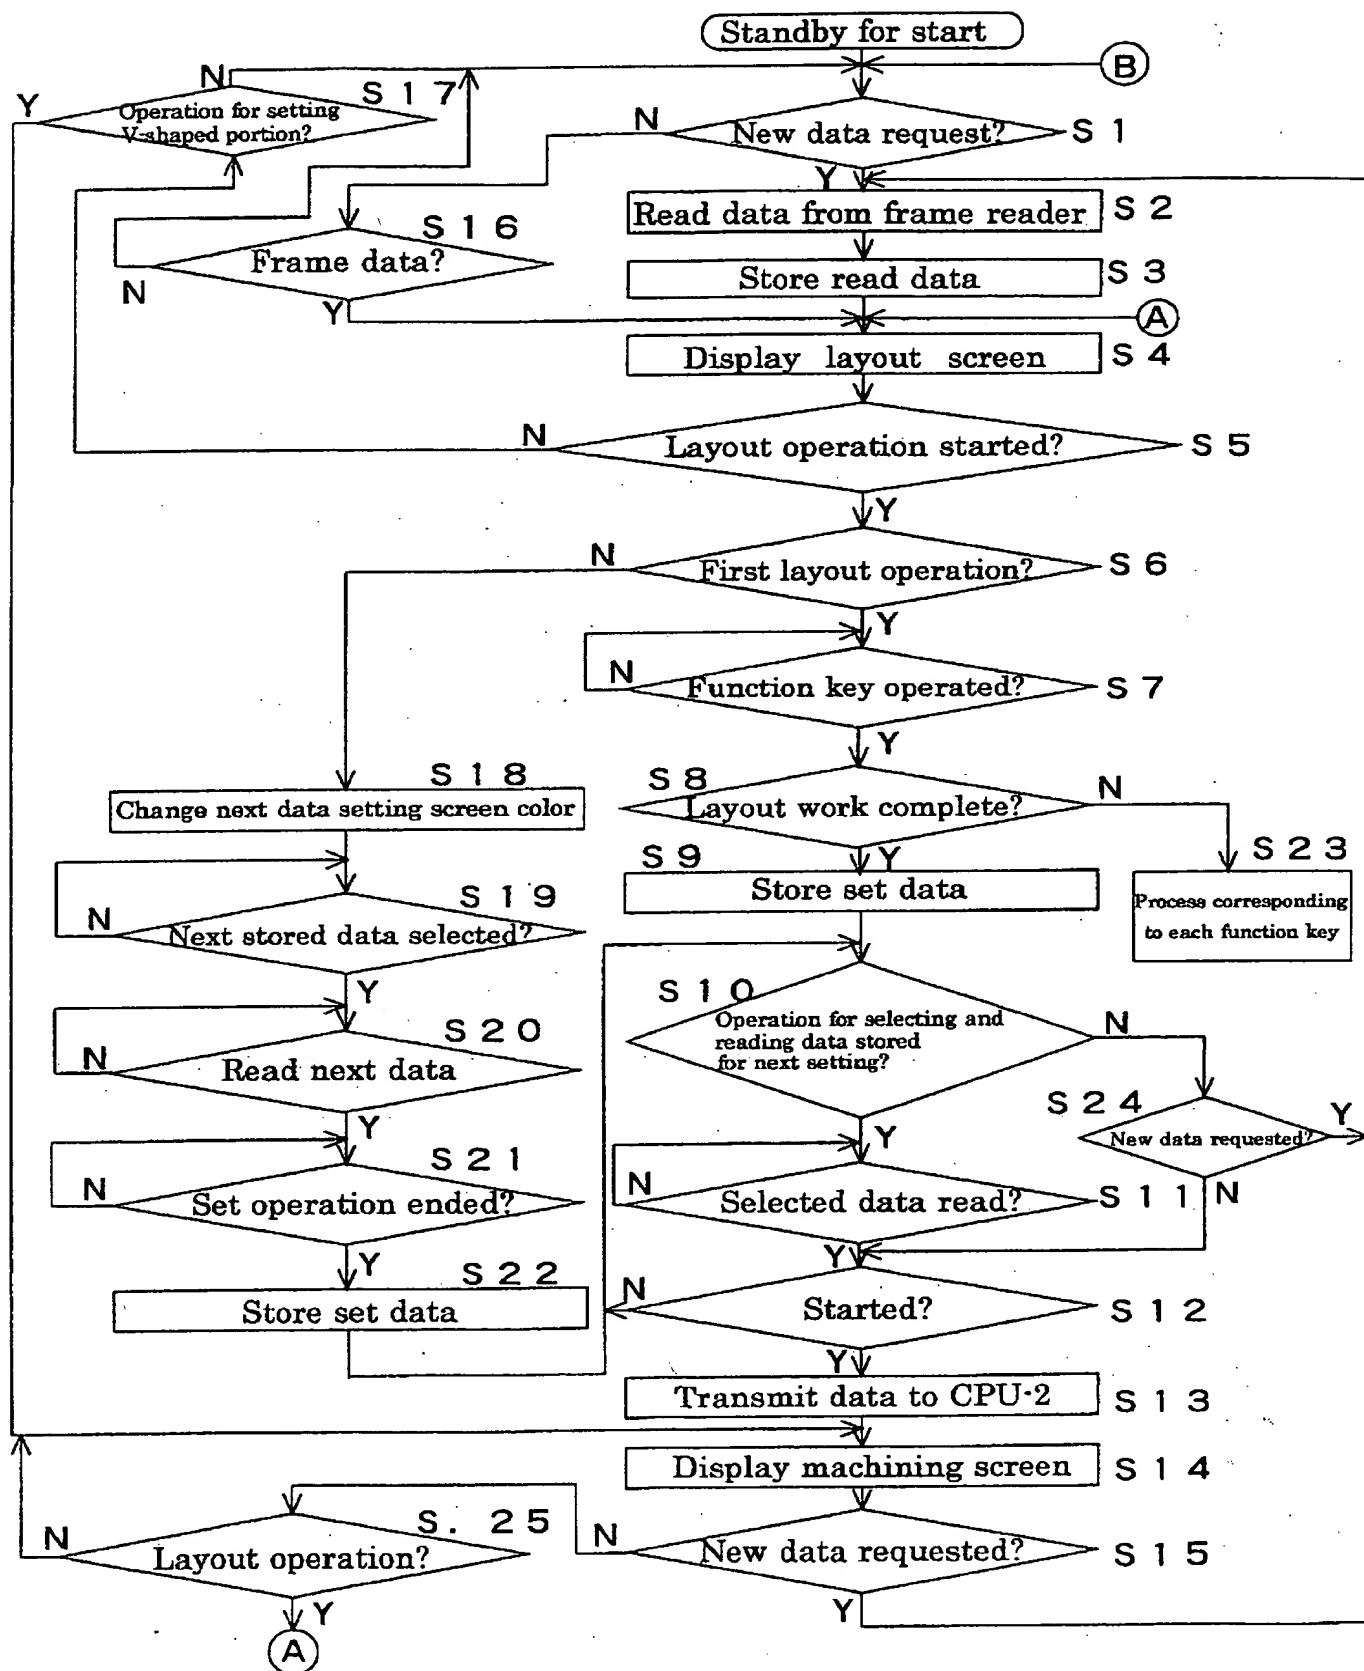 Standby for start
B
N
S 1 7
Y
Operation for setting
V-shaped portion?
N
New data request?
S 1
Y
Read data from frame reader
S 2
S 1 6
Frame data?
N
Y
Store read data
S 3
A
Display layout screen
S 4
N
Layout operation started?
S 5
Y
N
First layout operation?
S 6
Y
N
Function key operated?
S 7
Y
S 1 8
Change next data setting screen color
S 8
Layout work complete?
N
Y
S 9
Store set data
S 2 3
Process corresponding
to each function key
S 1 9
N
Next stored data selected?
Y
S 1 0
Operation for selecting and
reading data stored
for next setting?
N
S 2 0
N
Read next data
Y
Y
S 2 4
New data requested?
Y
N
S 2 1
N
Set operation ended?
Y
N
Selected data read?
S 1 1
Y
S 2 2
Store set data
N
Started?
S 1 2
Y
Transmit data to CPU-2
S 1 3
Display machining screen
S 1 4
S. 2 5
N
Layout operation?
Y
A
N
New data requested?
S 1 5
Y